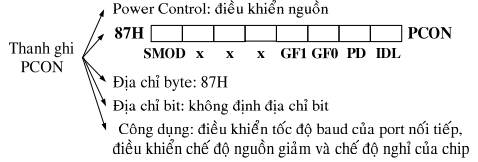 Power Control: điều khiển nguồn
87H PCON
SMOD x x x GF1 GF0 PD IDL
Thanh ghi
PCON
Địa chỉ byte: 87H
Địa chỉ bit: không định địa chỉ bit
Công dụng: điều khiển tốc độ baud của port nối tiếp,
điều khiển chế độ nguồn giảm và chế độ nghỉ của chip